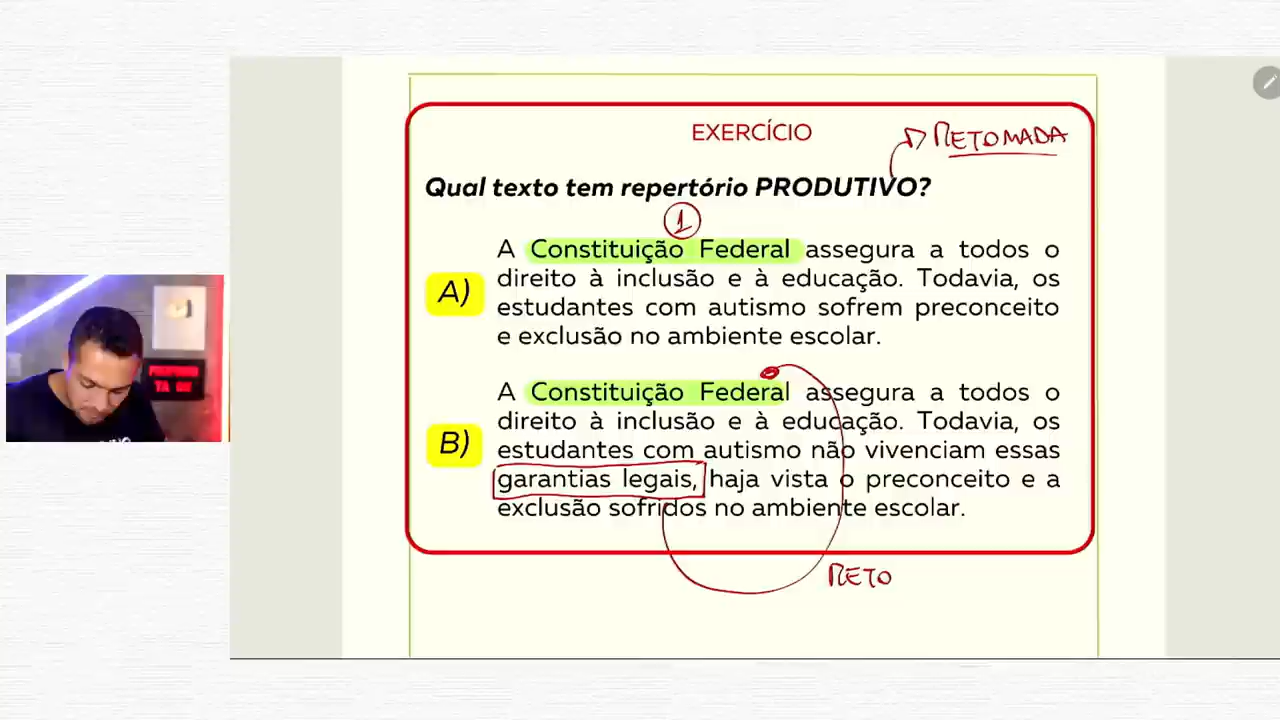 EXERCÍCIO
RETOMADA
Qual texto tem repertório PRODUTIVO?
1
A)
A Constituição Federal assegura a todos o
direito à inclusão e à educação. Todavia, os
estudantes com autismo sofrem preconceito
e exclusão no ambiente escolar.
B)
A Constituição Federal assegura a todos o
direito à inclusão e à educação. Todavia, os
estudantes com autismo não vivenciam essas
garantias legais, haja vista o preconceito e a
exclusão sofridos no ambiente escolar.
RETO